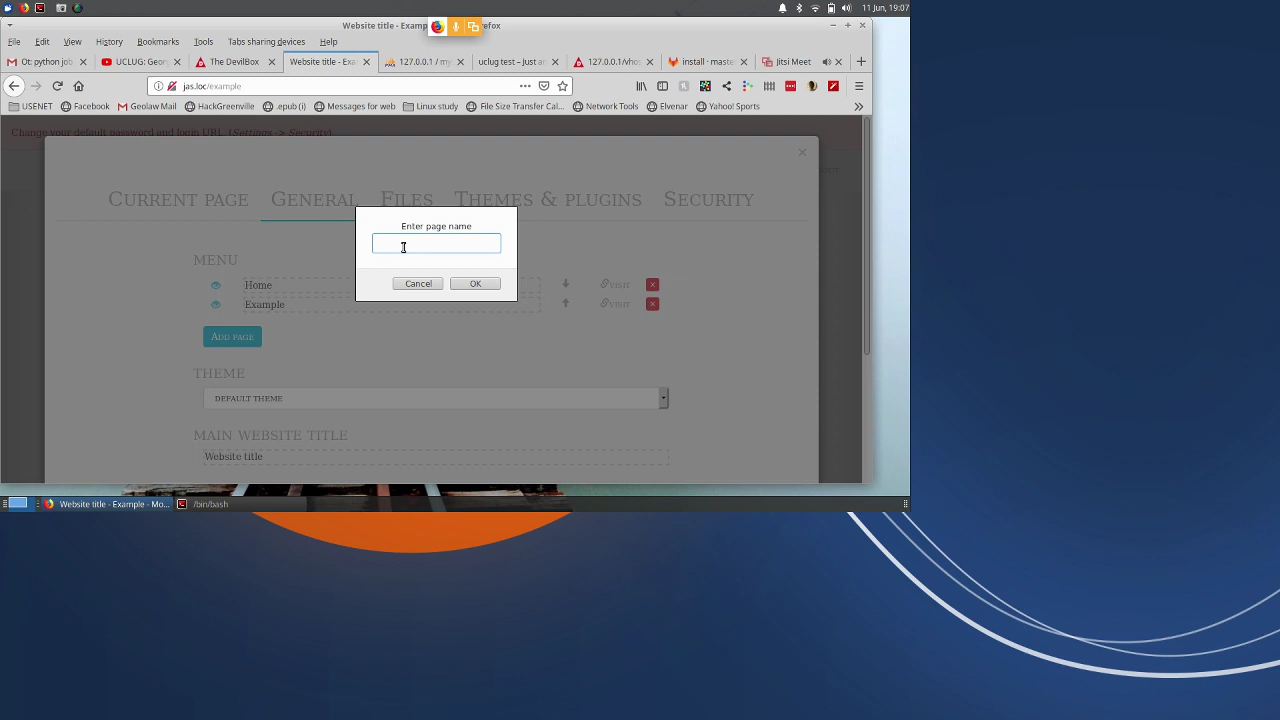 11 Jun, 19:07
Website title - Examp
refox
File Edit View History Bookmarks Tools Tabs sharing devices Help
Ot: python job
UCLUG: Geor
The DevilBox
Website title - Exa
127.0.0.1 / my
uclug test – Just an
127.0.0.1/vhos
install · maste
Jitsi Meet
jas.loc/example
USENET Facebook Geolaw Mail HackGreenville .epub (i) Messages for web Linux study File Size Transfer Cal... Network Tools Elvenar Yahoo! Sports
Change your default password and login URL. (Settings -> Security)
CURRENT PAGE GENERAL FILES THEMES & PLUGINS SECURITY
Enter page name
Cancel OK
MENU
Home VISIT
Example VISIT
ADD PAGE
THEME
DEFAULT THEME
MAIN WEBSITE TITLE
Website title
Website title - Example - Mo...
/bin/bash